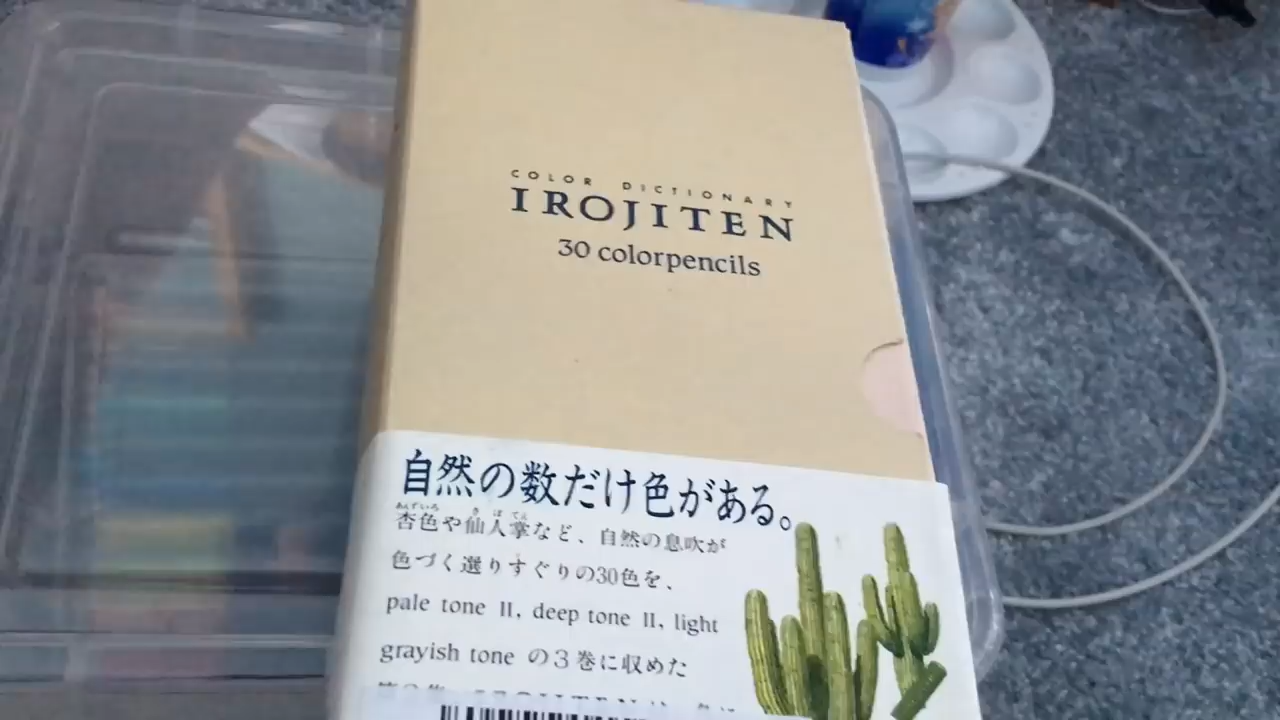 COLOR DICTIONARY
IROJITEN
30 colorpencils
自然の数だけ色がある。
杏色や仙人掌など、自然の息吹が
色づく選りすぐりの30色を、
pale tone II, deep tone II, light
grayish tone の3巻に収めた